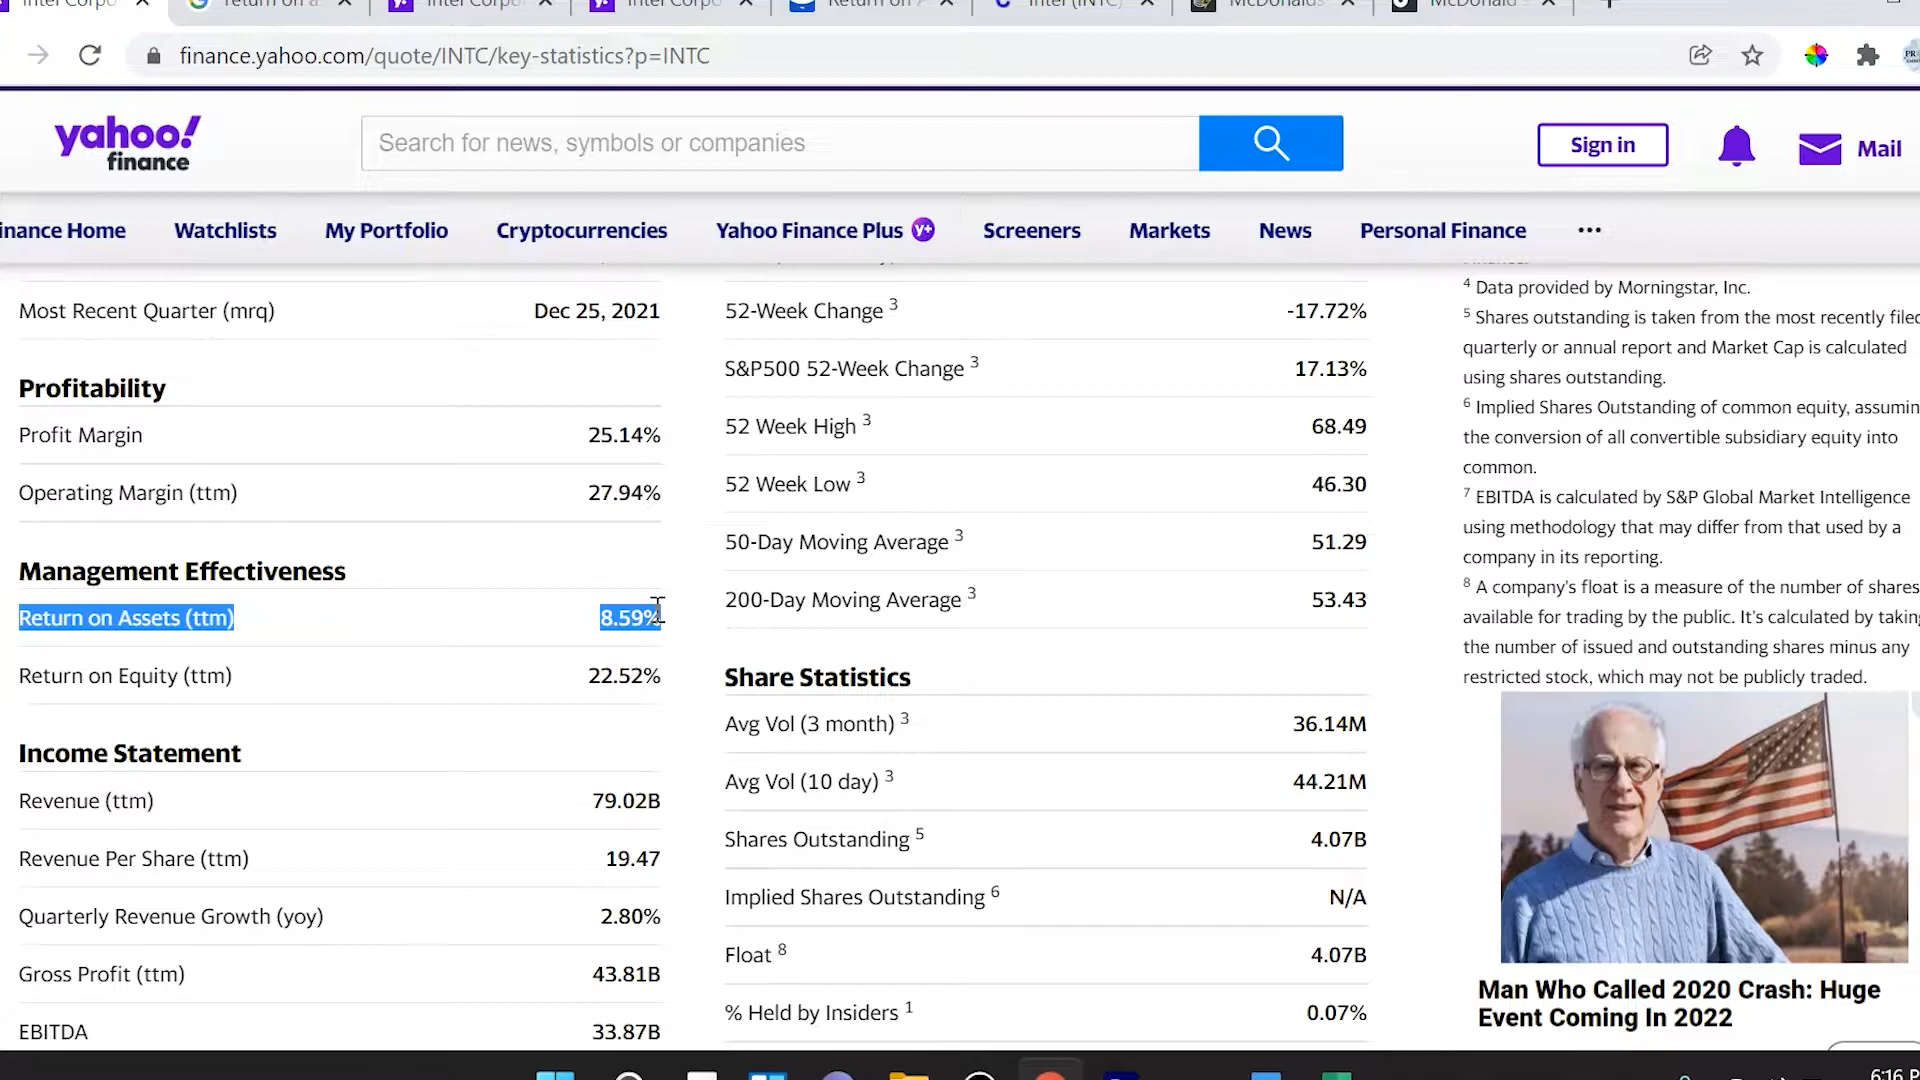 finance.yahoo.com/quote/INTC/key-statistics?p=INTC
yahoo!
finance
Search for news, symbols or companies
Sign in
Mail
inance Home
Watchlists
My Portfolio
Cryptocurrencies
Yahoo Finance Plus y+
Screeners
Markets
News
Personal Finance
Most Recent Quarter (mrq) Dec 25, 2021
Profitability
Profit Margin 25.14%
Operating Margin (ttm) 27.94%
Management Effectiveness
Return on Assets (ttm) 8.59%
Return on Equity (ttm) 22.52%
Income Statement
Revenue (ttm) 79.02B
Revenue Per Share (ttm) 19.47
Quarterly Revenue Growth (yoy) 2.80%
Gross Profit (ttm) 43.81B
EBITDA 33.87B
52-Week Change 3 -17.72%
S&P500 52-Week Change 3 17.13%
52 Week High 3 68.49
52 Week Low 3 46.30
50-Day Moving Average 3 51.29
200-Day Moving Average 3 53.43
Share Statistics
Avg Vol (3 month) 3 36.14M
Avg Vol (10 day) 3 44.21M
Shares Outstanding 5 4.07B
Implied Shares Outstanding 6 N/A
Float 8 4.07B
% Held by Insiders 1 0.07%
4 Data provided by Morningstar, Inc.
5 Shares outstanding is taken from the most recently filed
quarterly or annual report and Market Cap is calculated
using shares outstanding.
6 Implied Shares Outstanding of common equity, assumin
the conversion of all convertible subsidiary equity into
common.
7 EBITDA is calculated by S&P Global Market Intelligence
using methodology that may differ from that used by a
company in its reporting.
8 A company's float is a measure of the number of shares
available for trading by the public. It's calculated by taking
the number of issued and outstanding shares minus any
restricted stock, which may not be publicly traded.
Man Who Called 2020 Crash: Huge
Event Coming In 2022
6:16 P